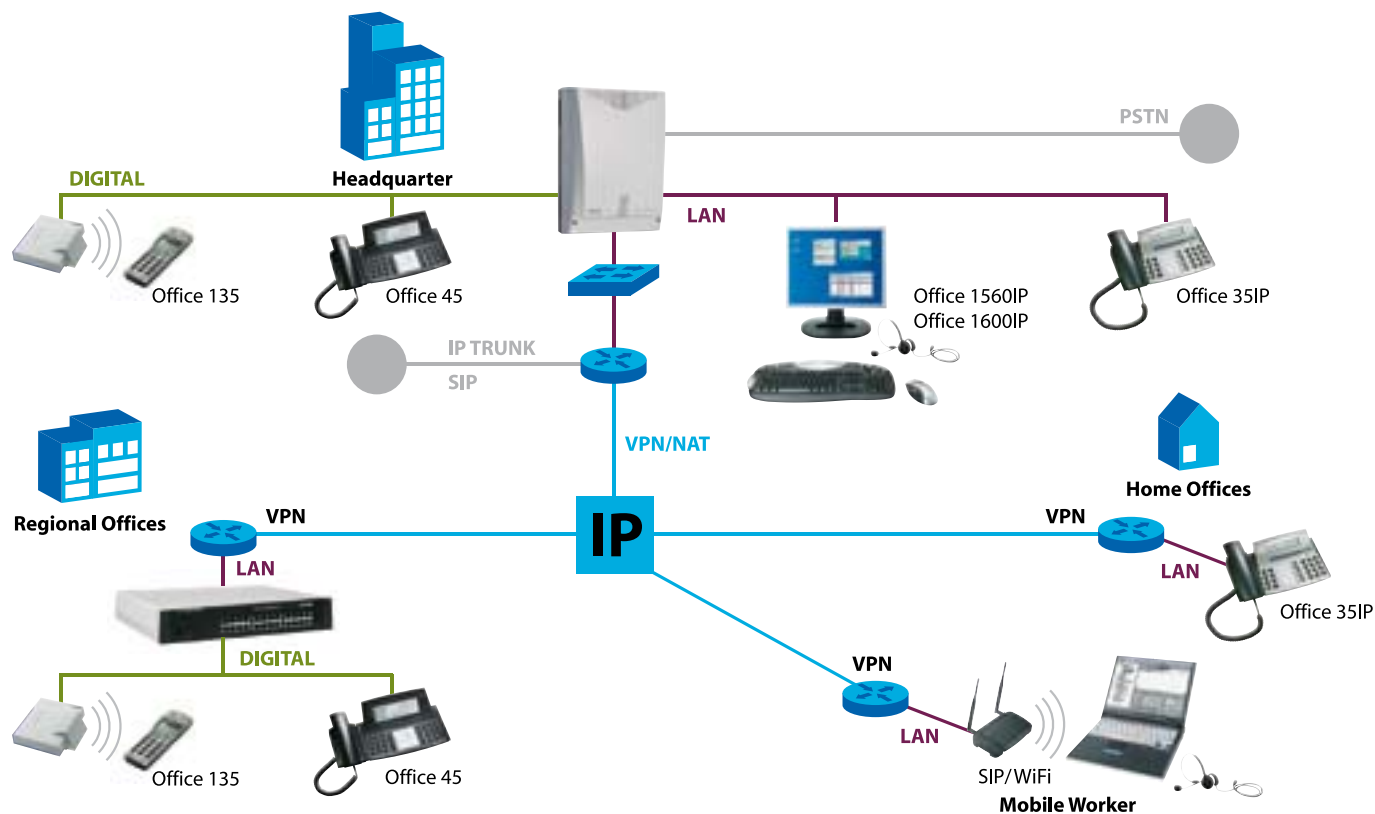 PSTN
DIGITAL
Headquarter
LAN
Office 135
Office 45
Office 1560IP
Office 1600IP
Office 35IP
IP TRUNK
SIP
VPN/NAT
Regional Offices
VPN
IP
VPN
Home Offices
LAN
LAN
Office 35IP
DIGITAL
VPN
LAN
Office 135
Office 45
SIP/WiFi
Mobile Worker